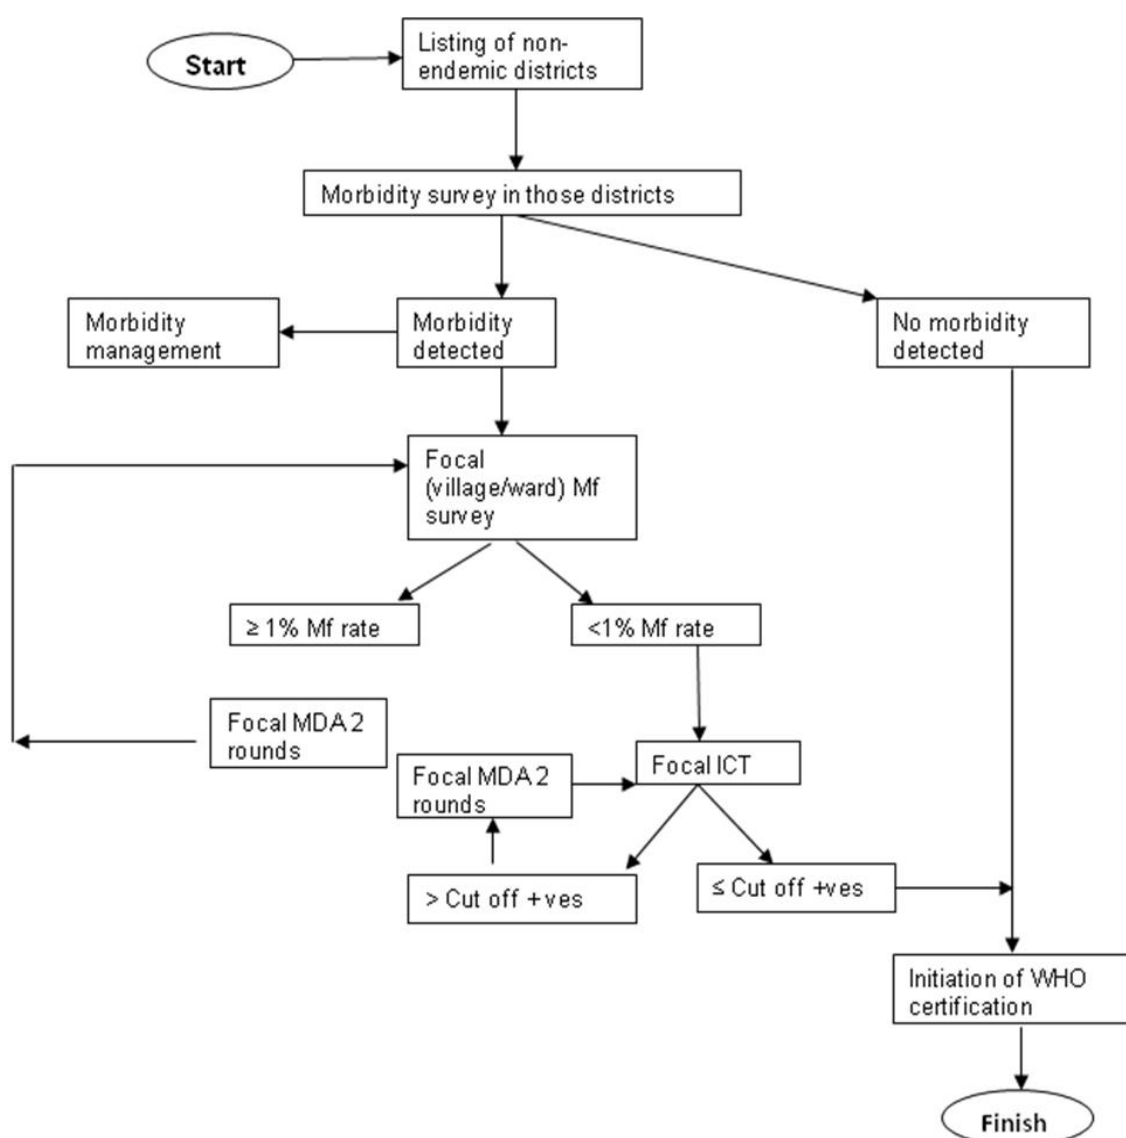 Start
Listing of non-
endemic districts
Morbidity survey in those districts
Morbidity
management
Morbidity
detected
No morbidity
detected
Focal
(village/ward) Mf
survey
≥ 1% Mf rate
<1% Mf rate
Focal MDA 2
rounds
Focal MDA 2
rounds
Focal ICT
> Cut off +ves
≤ Cut off +ves
Initiation of WHO
certification
Finish